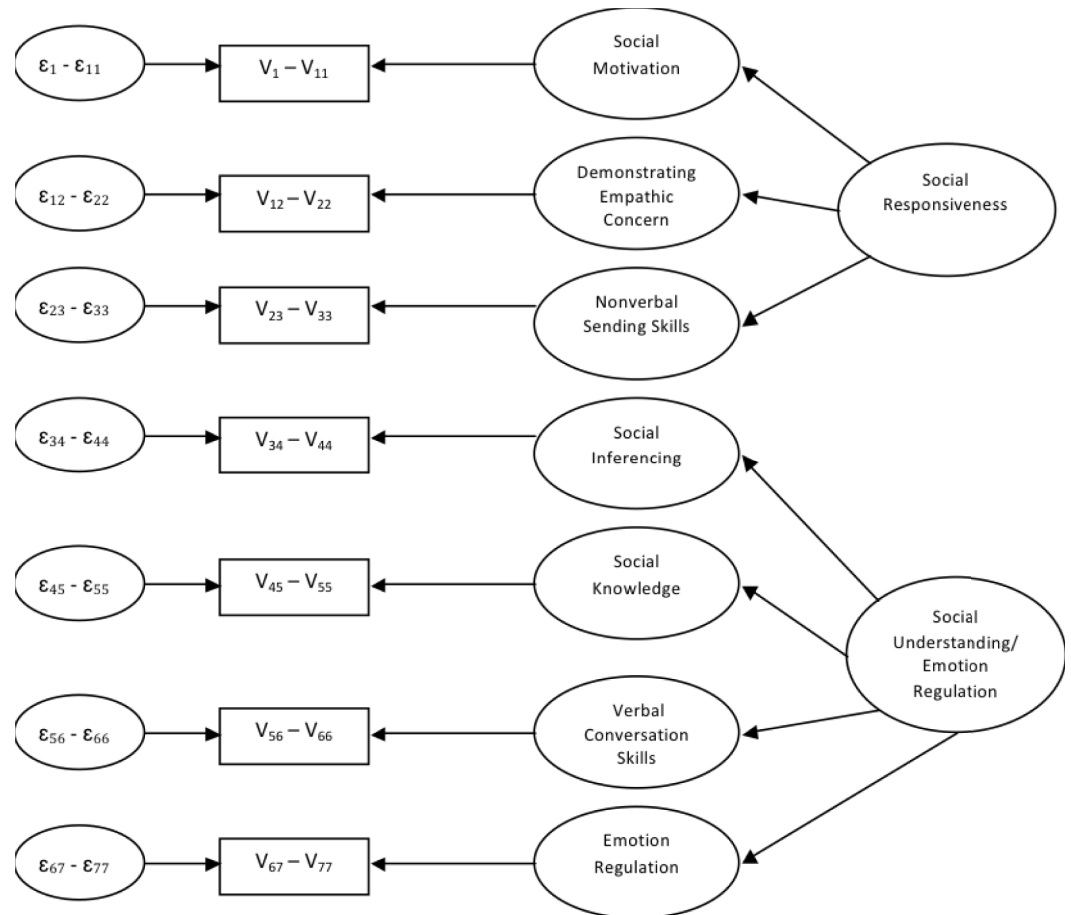 ε₁ - ε₁₁
V₁ – V₁₁
Social
Motivation
ε₁₂ - ε₂₂
V₁₂ – V₂₂
Demonstrating
Empathic
Concern
Social
Responsiveness
ε₂₃ - ε₃₃
V₂₃ – V₃₃
Nonverbal
Sending Skills
ε₃₄ - ε₄₄
V₃₄ – V₄₄
Social
Inferencing
ε₄₅ - ε₅₅
V₄₅ – V₅₅
Social
Knowledge
Social
Understanding/
Emotion
Regulation
ε₅₆ - ε₆₆
V₅₆ – V₆₆
Verbal
Conversation
Skills
ε₆₇ - ε₇₇
V₆₇ – V₇₇
Emotion
Regulation